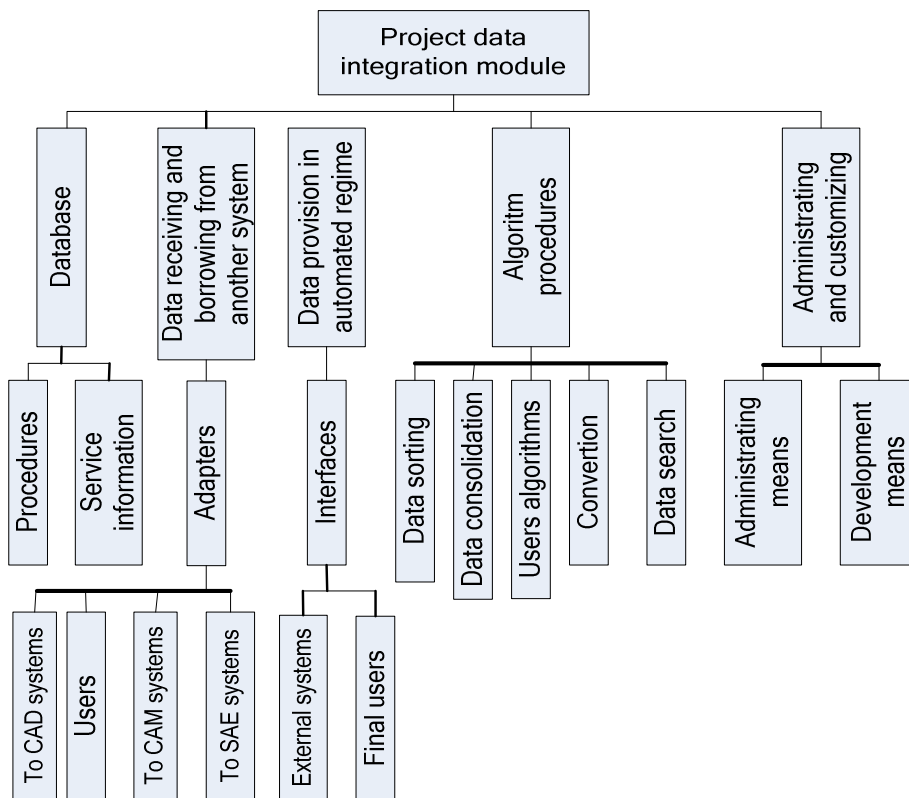 Project data
integration module
Database
Data receiving and
borrowing from
another system
Data provision in
automated regime
Algoritm
procedures
Administrating
and customizing
Procedures
Service
information
Adapters
Interfaces
Data sorting
Data consolidation
Users algorithms
Convertion
Data search
Administrating
means
Development
means
To CAD systems
Users
To CAM systems
To SAE systems
External systems
Final users